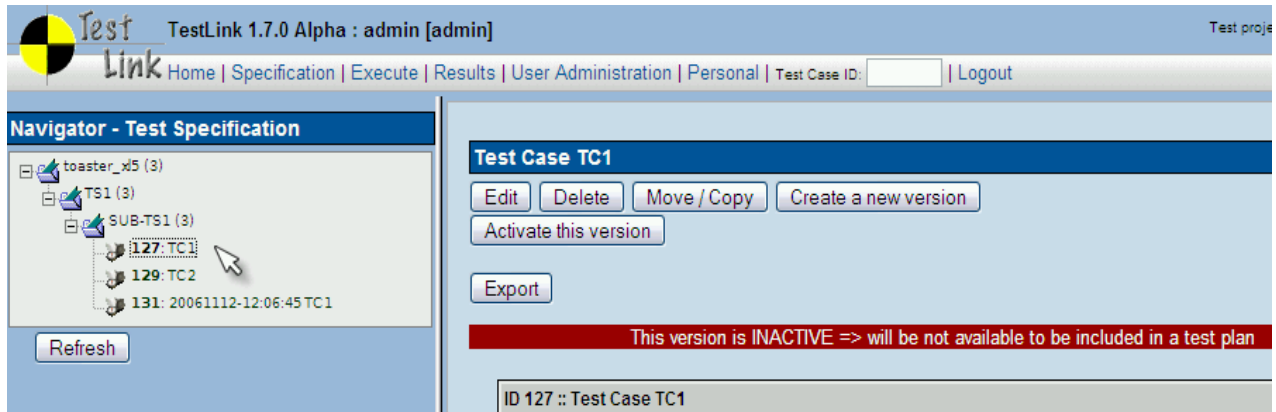 Test Link
TestLink 1.7.0 Alpha : admin [admin]
Test proje
Home | Specification | Execute | Results | User Administration | Personal | Test Case ID: | Logout
Navigator - Test Specification
toaster_xl5 (3)
TS1 (3)
SUB-TS1 (3)
127: TC1
129: TC2
131: 20061112-12:06:45 TC1
Refresh
Test Case TC1
Edit Delete Move / Copy Create a new version
Activate this version
Export
This version is INACTIVE => will be not available to be included in a test plan
ID 127 :: Test Case TC1